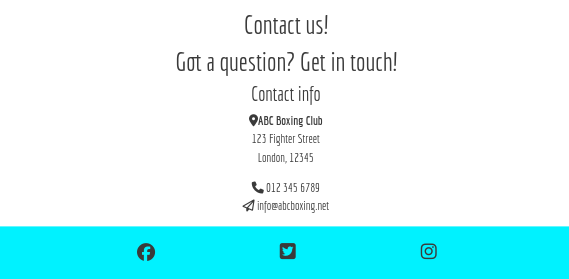 Contact us!
Got a question? Get in touch!
Contact info
ABC Boxing Club
123 Fighter Street
London, 12345
012 345 6789
info@abcboxing.net